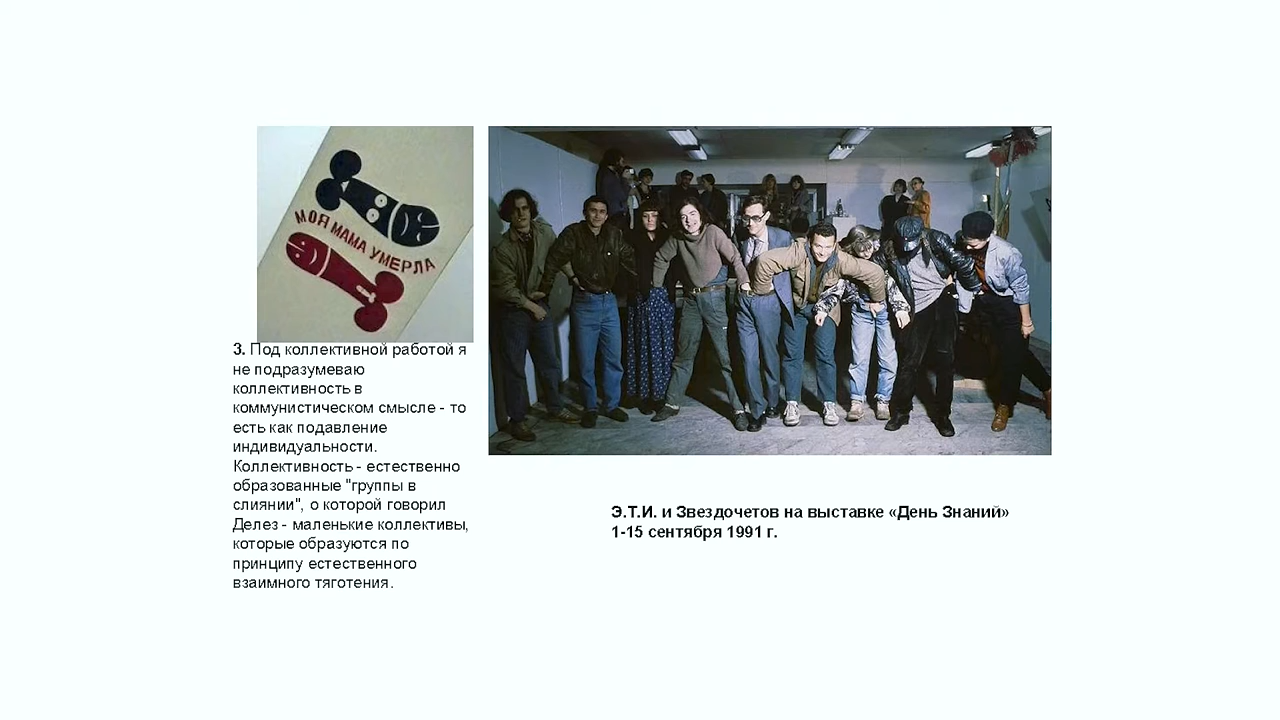 МОЯ МАМА УМЕРЛА
3. Под коллективной работой я
не подразумеваю
коллективность в
коммунистическом смысле - то
есть как подавление
индивидуальности.
Коллективность - естественно
образованные "группы в
слиянии", о которой говорил
Делез - маленькие коллективы,
которые образуются по
принципу естественного
взаимного тяготения.
Э.Т.И. и Звездочетов на выставке «День Знаний»
1-15 сентября 1991 г.